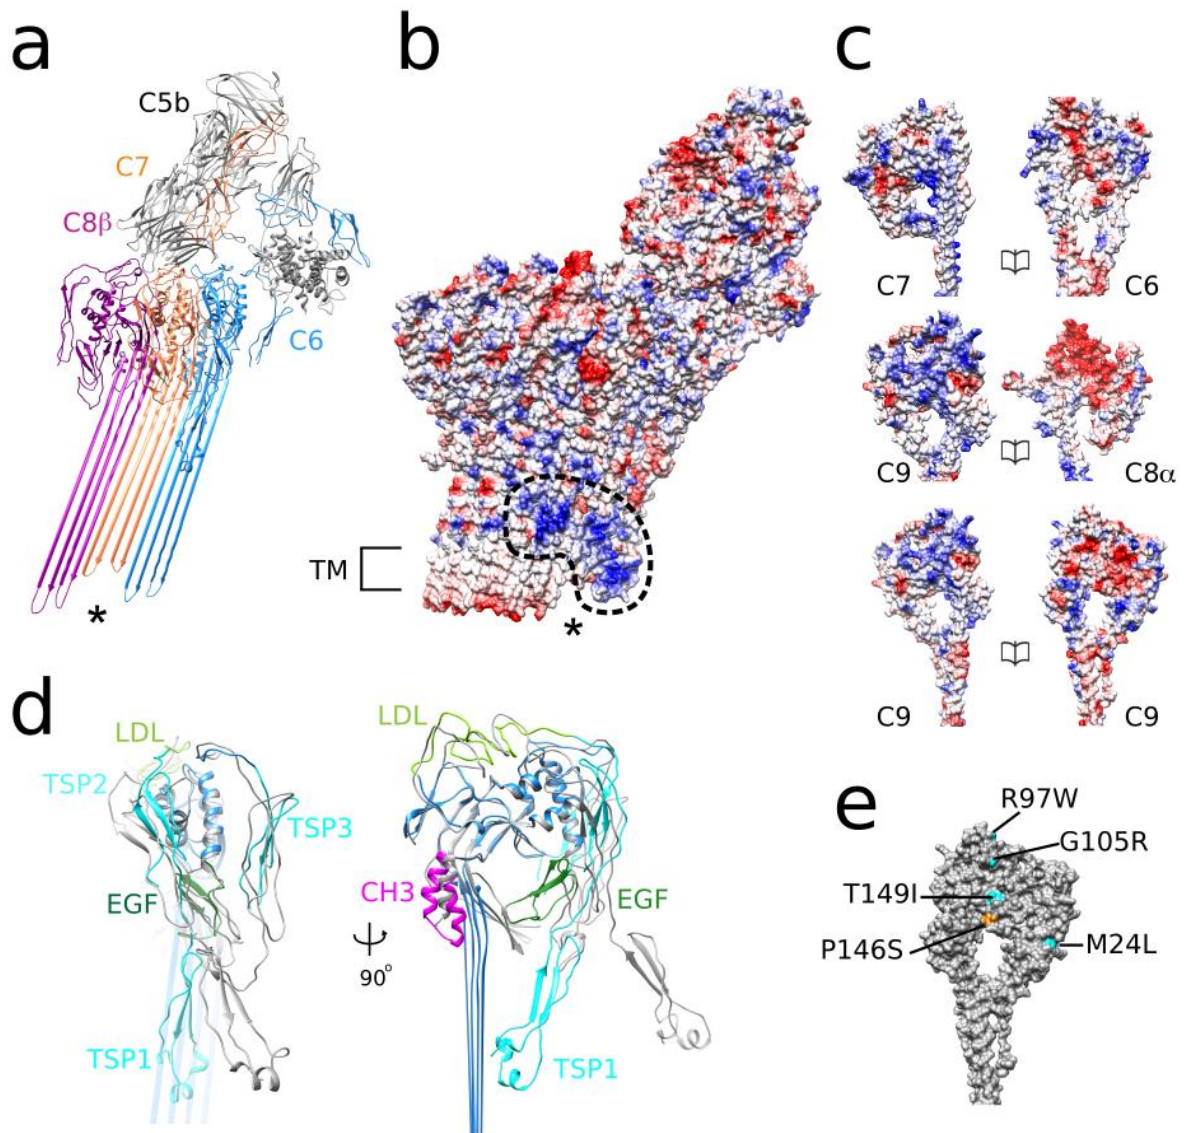 a
b
c
C5b
C7
C8β
C6
*
TM
*
C7
C6
C9
C8α
C9
C9
d
LDL
TSP2
TSP3
EGF
TSP1
LDL
CH3
90°
EGF
TSP1
e
R97W
G105R
T149I
P146S
M24L